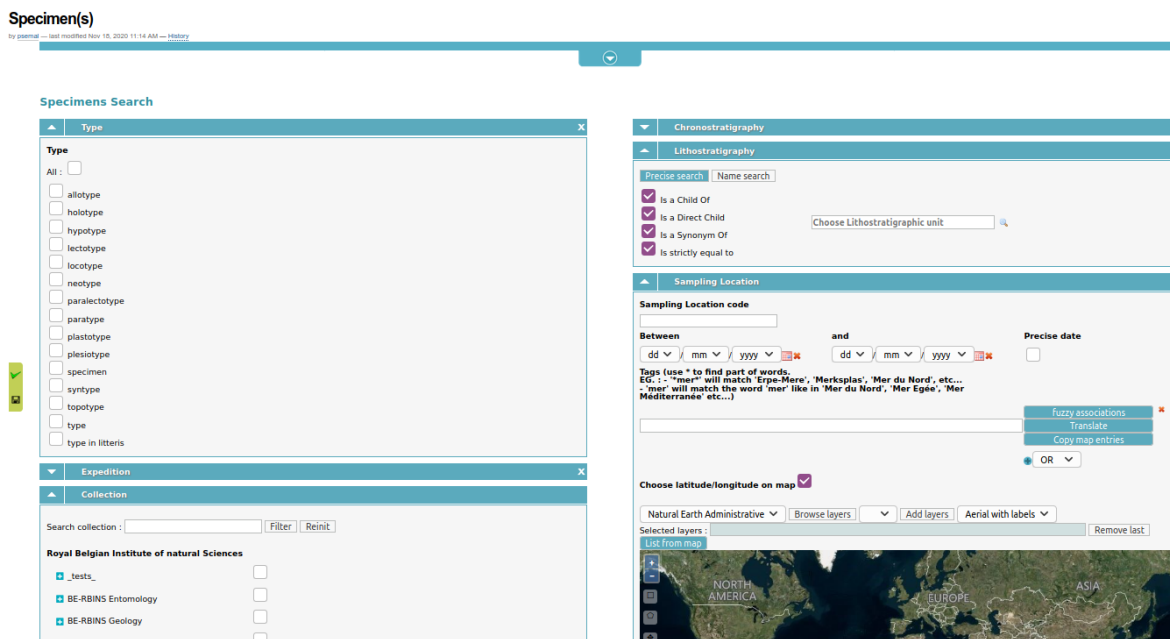 Specimen(s)
by psemal — last modified Nov 18, 2020 11:14 AM — History
Specimens Search
Type
X
Type
All :
allotype
holotype
hypotype
lectotype
locotype
neotype
paralectotype
paratype
plastotype
plesiotype
specimen
syntype
topotype
type
type in litteris
Expedition
X
Collection
Search collection :
Filter
Reinit
Royal Belgian Institute of natural Sciences
_tests_
BE-RBINS Entomology
BE-RBINS Geology
Chronostratigraphy
Lithostratigraphy
Precise search
Name search
Is a Child Of
Is a Direct Child
Is a Synonym Of
Is strictly equal to
Choose Lithostratigraphic unit
Sampling Location
Sampling Location code
Between
and
Precise date
dd / mm / yyyy
dd / mm / yyyy
Tags (use * to find part of words.
EG. : - '*mer*' will match 'Erpe-Mere', 'Merksplas', 'Mer du Nord', etc...
- 'mer' will match the word 'mer' like in 'Mer du Nord', 'Mer Egée', 'Mer
Méditerranée' etc...)
fuzzy associations
Translate
Copy map entries
OR
Choose latitude/longitude on map
Natural Earth Administrative
Browse layers
Add layers
Aerial with labels
Selected layers :
Remove last
List from map
+
−
NORTH
AMERICA
EUROPE
ASIA